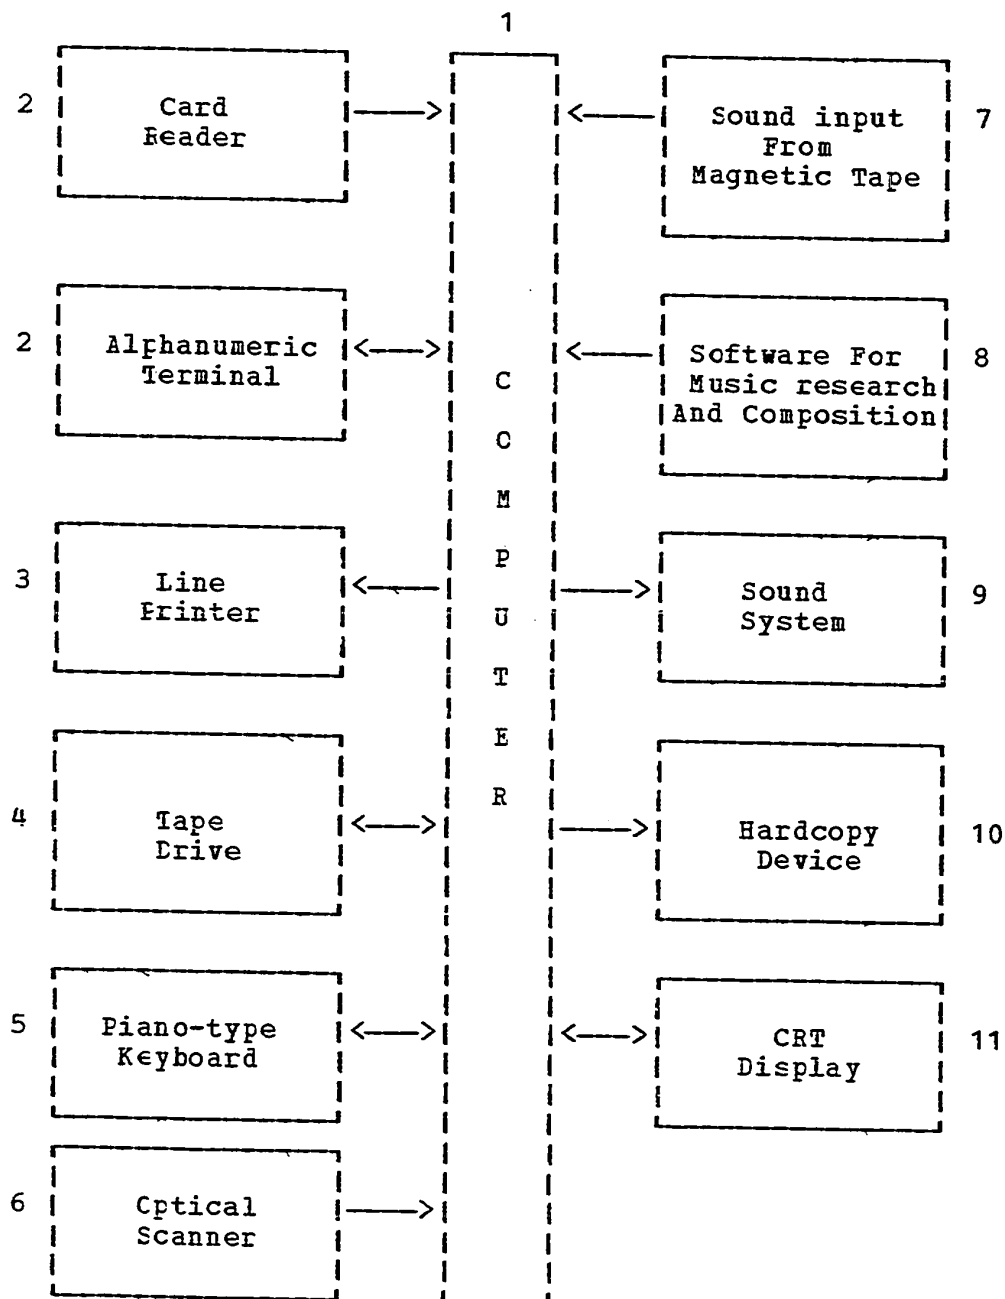 1
2
Card
Reader
2
Alphanumeric
Terminal
3
Line
Printer
4
Tape
Drive
5
Piano-type
Keyboard
6
Optical
Scanner
C
O
M
P
U
T
E
R
7
Sound input
From
Magnetic Tape
8
Software For
Music research
And Composition
9
Sound
System
10
Hardcopy
Device
11
CRT
Display